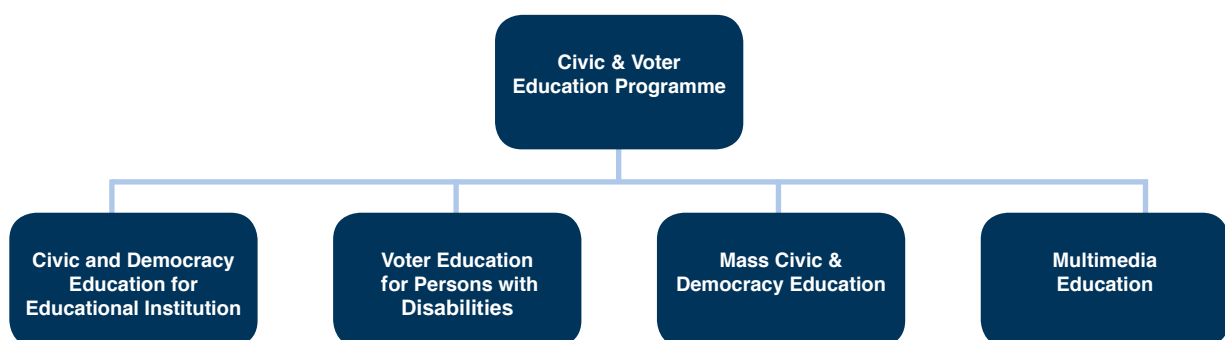 Civic & Voter
Education Programme
Civic and Democracy
Education for
Educational Institution
Voter Education
for Persons with
Disabilities
Mass Civic &
Democracy Education
Multimedia
Education